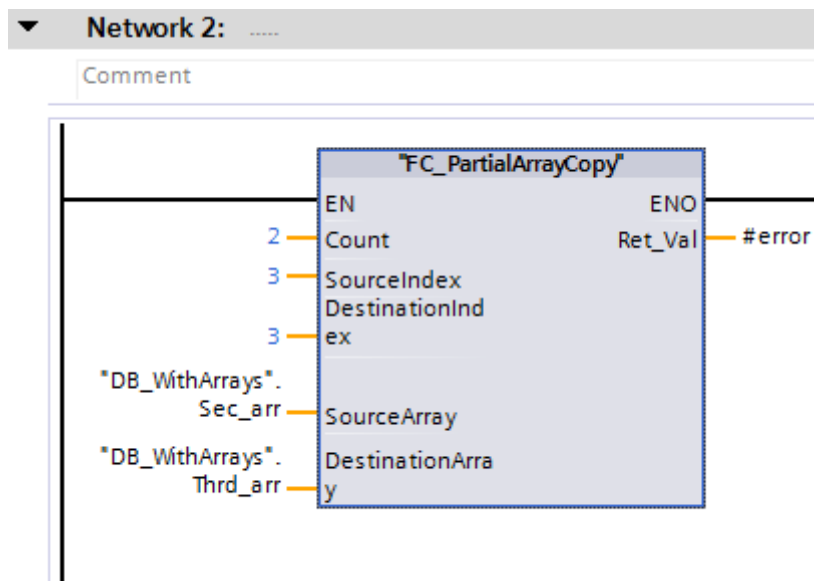 Network 2: .....
Comment
"FC_PartialArrayCopy"
EN ENO
2 Count Ret_Val #error
3 SourceIndex
DestinationInd
3 ex
"DB_WithArrays".
Sec_arr SourceArray
"DB_WithArrays". DestinationArra
Thrd_arr y